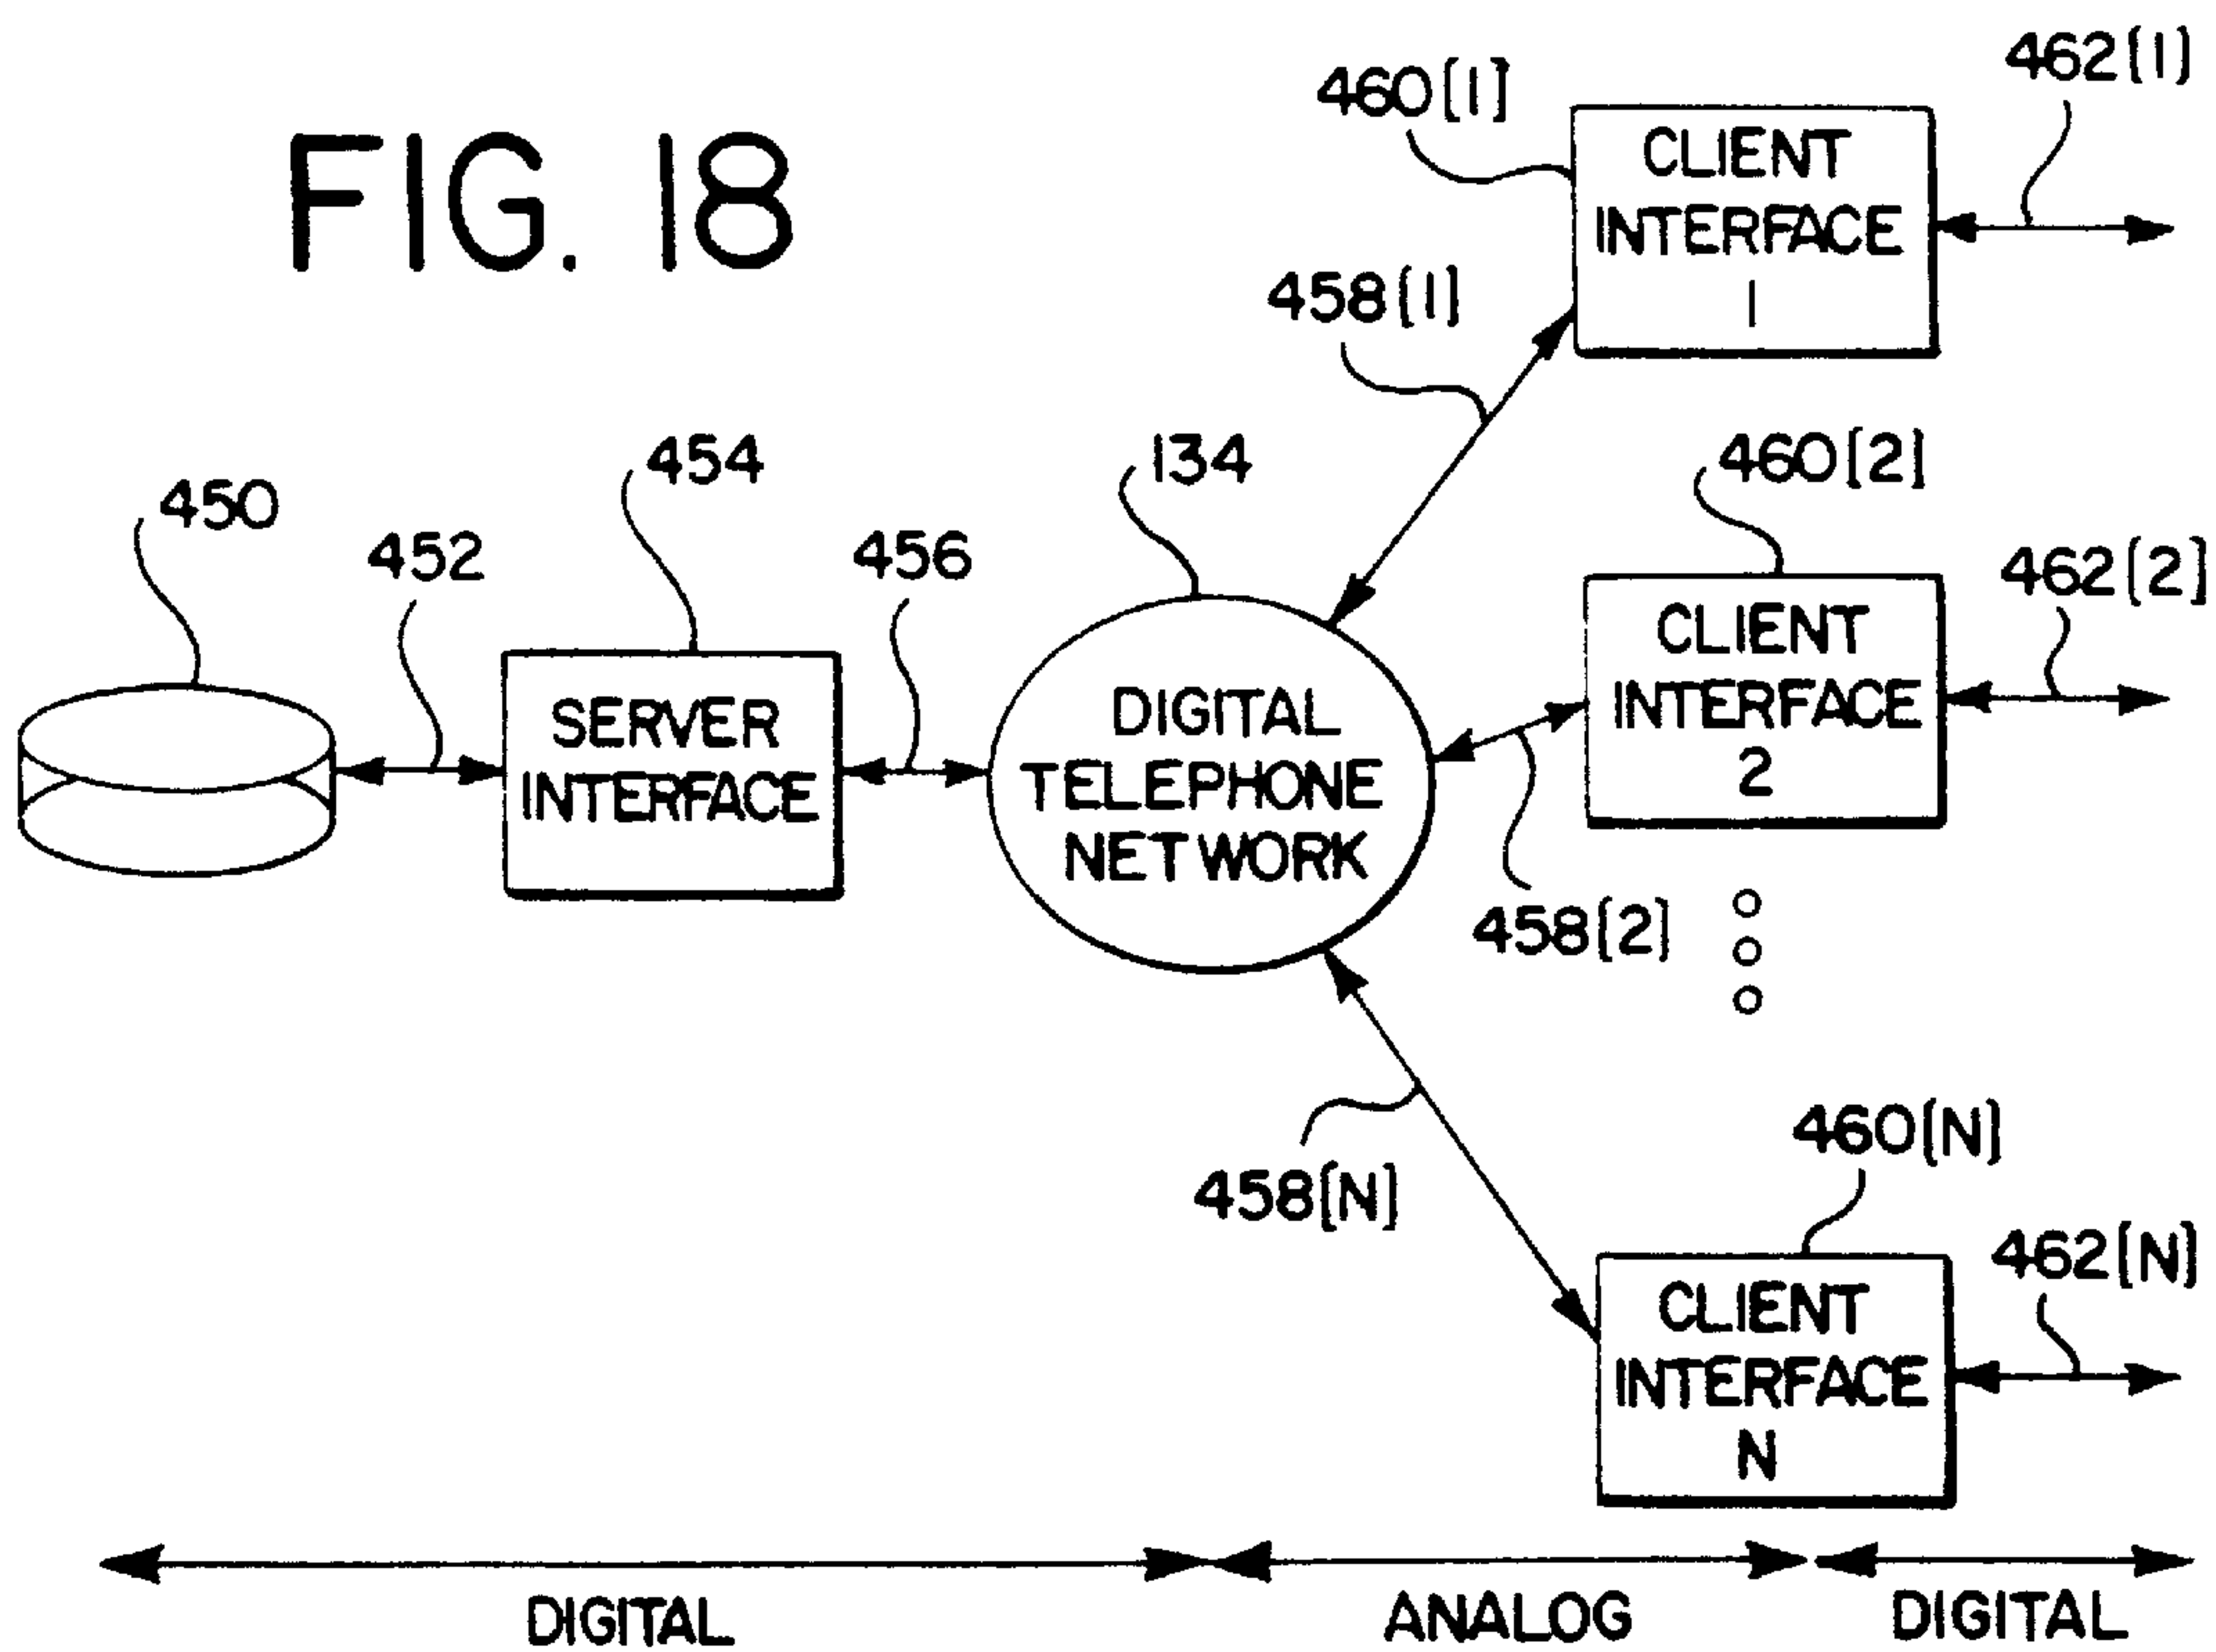 FIG. 18
460[1]
462[1]
CLIENT
INTERFACE
1
458[1]
134
454
450
452
456
460[2]
462[2]
SERVER
INTERFACE
DIGITAL
TELEPHONE
NETWORK
CLIENT
INTERFACE
2
458[2]
458[N]
460[N]
462[N]
CLIENT
INTERFACE
N
DIGITAL
ANALOG
DIGITAL